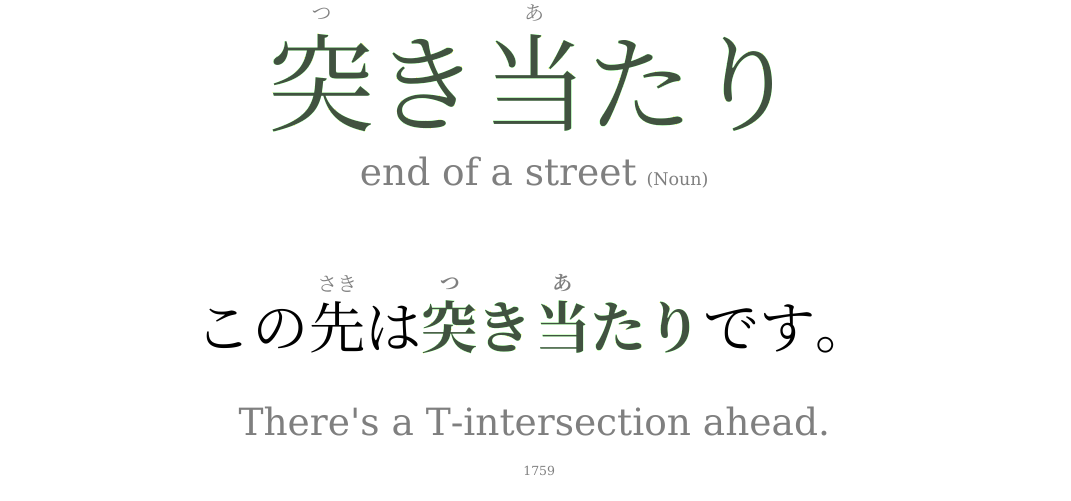 つ あ
突き当たり
end of a street (Noun)
さき つ あ
この先は突き当たりです。
There's a T-intersection ahead.
1759